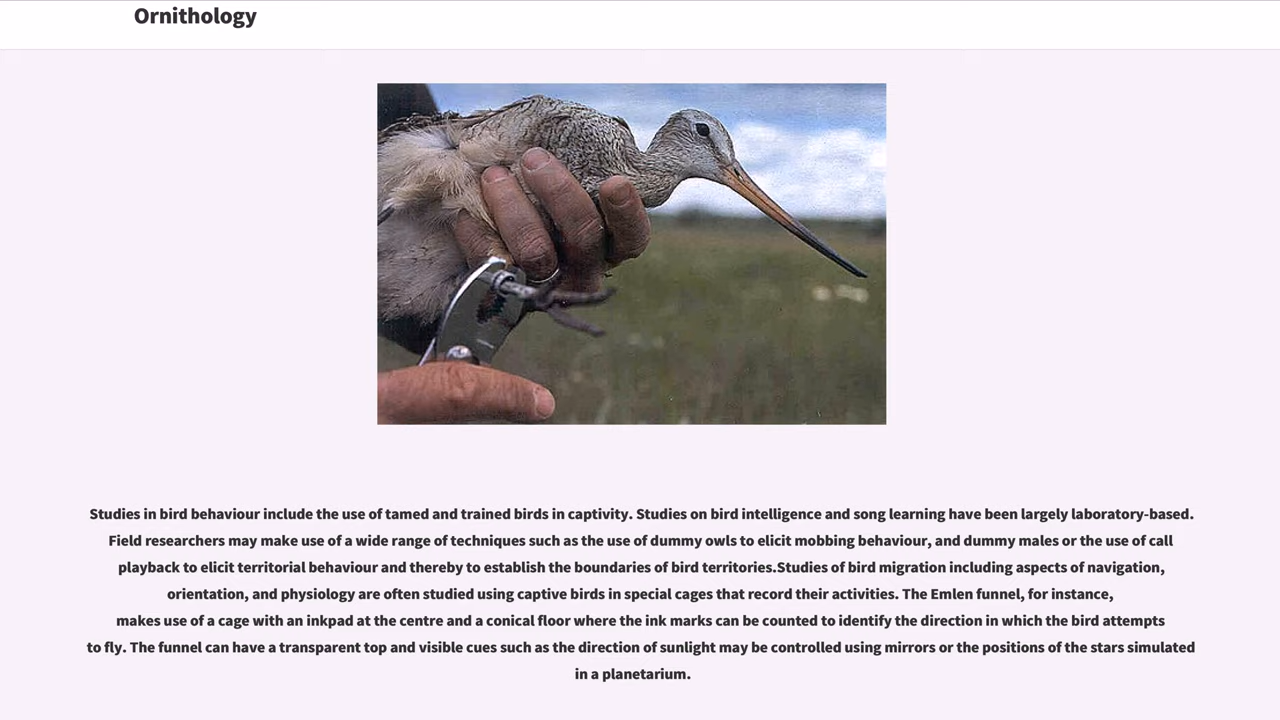 Ornithology
Studies in bird behaviour include the use of tamed and trained birds in captivity. Studies on bird intelligence and song learning have been largely laboratory-based.
Field researchers may make use of a wide range of techniques such as the use of dummy owls to elicit mobbing behaviour, and dummy males or the use of call
playback to elicit territorial behaviour and thereby to establish the boundaries of bird territories.Studies of bird migration including aspects of navigation,
orientation, and physiology are often studied using captive birds in special cages that record their activities. The Emlen funnel, for instance,
makes use of a cage with an inkpad at the centre and a conical floor where the ink marks can be counted to identify the direction in which the bird attempts
to fly. The funnel can have a transparent top and visible cues such as the direction of sunlight may be controlled using mirrors or the positions of the stars simulated
in a planetarium.